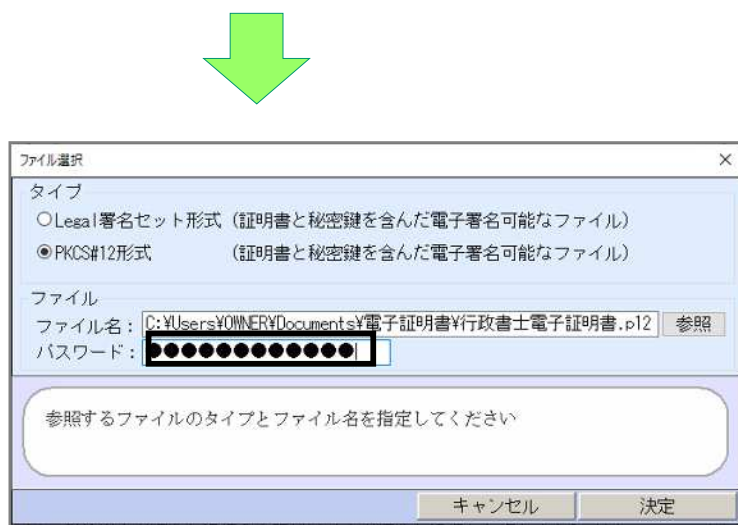 ファイル選択
タイプ
Legal署名セット形式（証明書と秘密鍵を含んだ電子署名可能なファイル）
PKCS#12形式　　　（証明書と秘密鍵を含んだ電子署名可能なファイル）
ファイル
ファイル名： C:¥Users¥OWNER¥Documents¥電子証明書¥行政書士電子証明書.p12 参照
パスワード： ●●●●●●●●●●●●
参照するファイルのタイプとファイル名を指定してください
キャンセル 決定